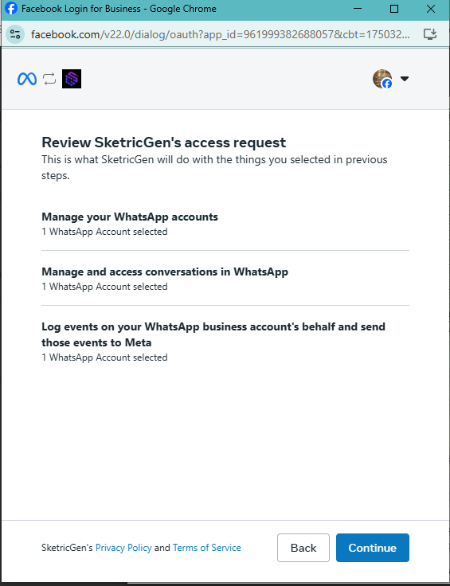 Facebook Login for Business - Google Chrome
facebook.com/v22.0/dialog/oauth?app_id=961999382688057&cbt=175032...
Review SketricGen's access request
This is what SketricGen will do with the things you selected in previous
steps.
Manage your WhatsApp accounts
1 WhatsApp Account selected
Manage and access conversations in WhatsApp
1 WhatsApp Account selected
Log events on your WhatsApp business account's behalf and send
those events to Meta
1 WhatsApp Account selected
SketricGen's Privacy Policy and Terms of Service
Back
Continue